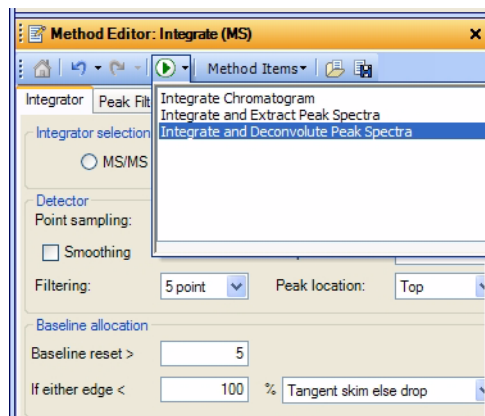 Method Editor: Integrate (MS)
Method Items
Integrator Peak Filt
Integrate Chromatogram
Integrate and Extract Peak Spectra
Integrate and Deconvolute Peak Spectra
Integrator selection
MS/MS
Detector
Point sampling:
Smoothing
Filtering: 5 point Peak location: Top
Baseline allocation
Baseline reset > 5
If either edge < 100 % Tangent skim else drop